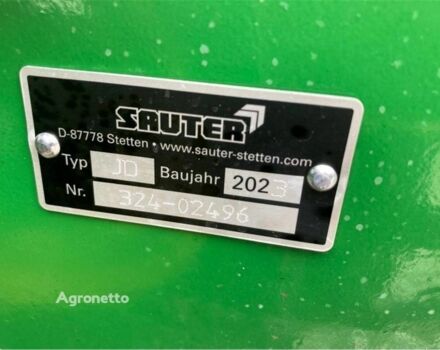 SAUTER
D-87778 Stetten • www.sauter-stetten.com
Typ JD Baujahr 2023
Nr. 324-02496
Agronetto